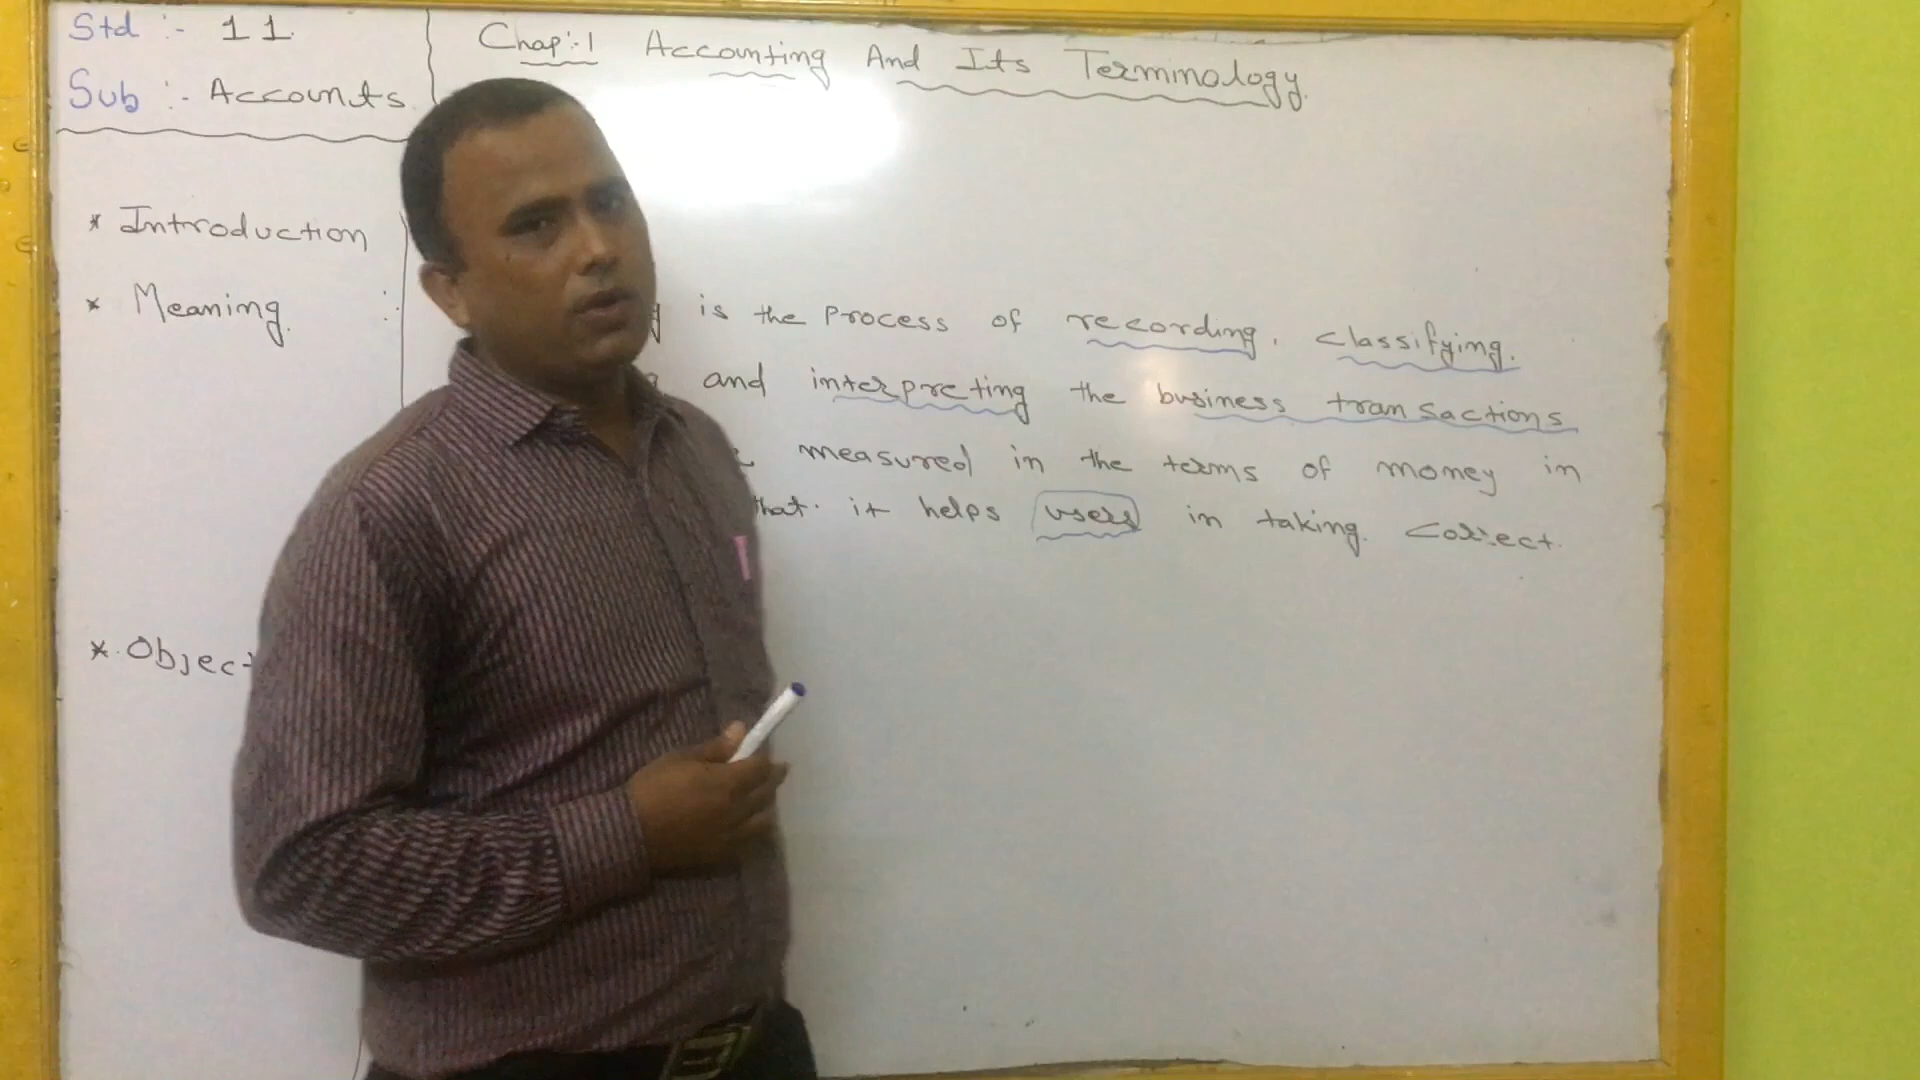 Std :- 11
Sub :- Accounts.
Chap:-1 Accounting And Its Terminology.
* Introduction
* Meaning. :
is the process of recording, classifying.
and interpreting the business transactions
measured in the terms of money in
that it helps users in taking correct.
* Object